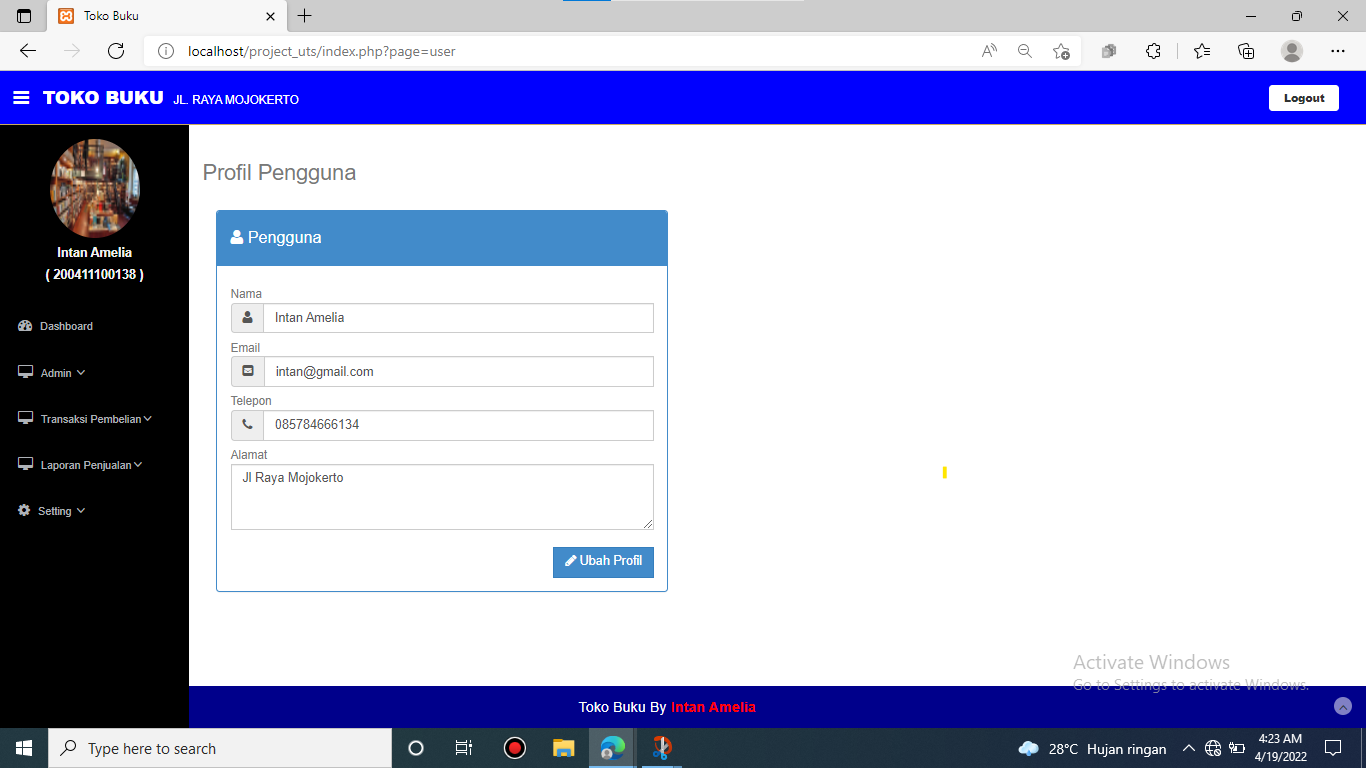 Toko Buku
localhost/project_uts/index.php?page=user
TOKO BUKU JL. RAYA MOJOKERTO
Logout
Intan Amelia
( 200411100138 )
Dashboard
Admin
Transaksi Pembelian
Laporan Penjualan
Setting
Profil Pengguna
Pengguna
Nama
Intan Amelia
Email
intan@gmail.com
Telepon
085784666134
Alamat
Jl Raya Mojokerto
Ubah Profil
Activate Windows
Go to Settings to activate Windows.
Toko Buku By Intan Amelia
Type here to search
28°C Hujan ringan
4:23 AM
4/19/2022